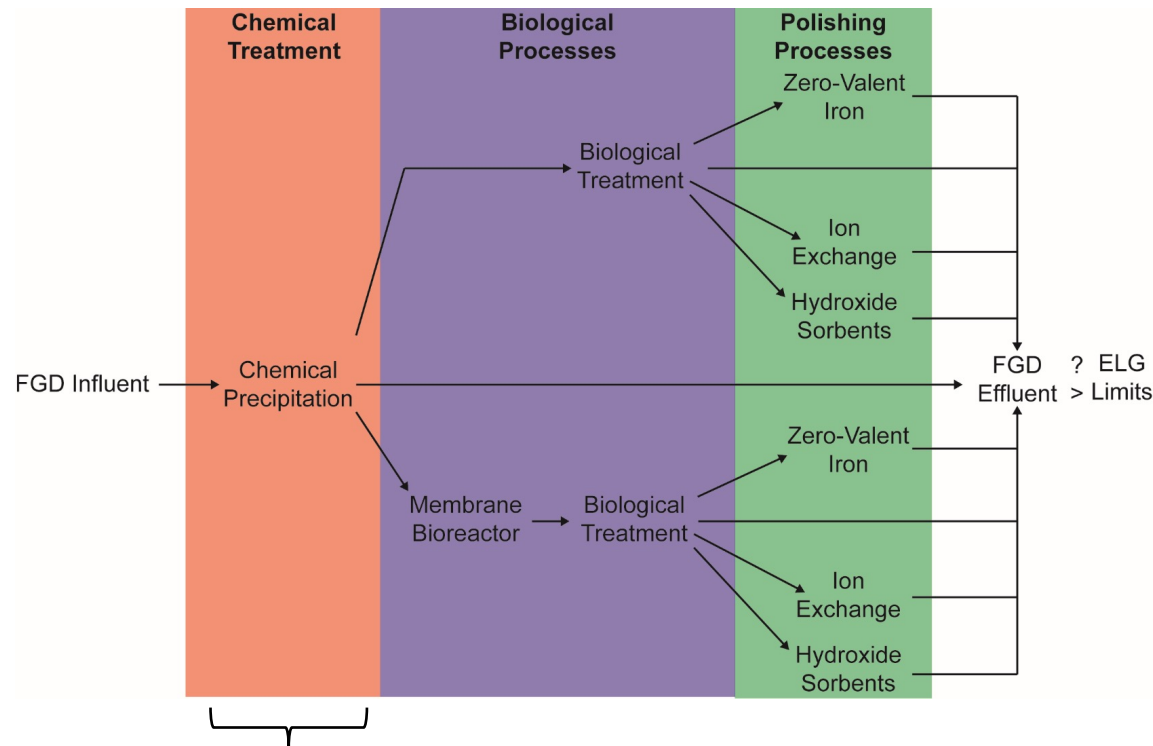 Chemical
Treatment
Biological
Processes
Polishing
Processes
Zero-Valent
Iron
Biological
Treatment
Ion
Exchange
Hydroxide
Sorbents
FGD Influent
Chemical
Precipitation
FGD ? ELG
Effluent > Limits
Zero-Valent
Iron
Membrane
Bioreactor
Biological
Treatment
Ion
Exchange
Hydroxide
Sorbents